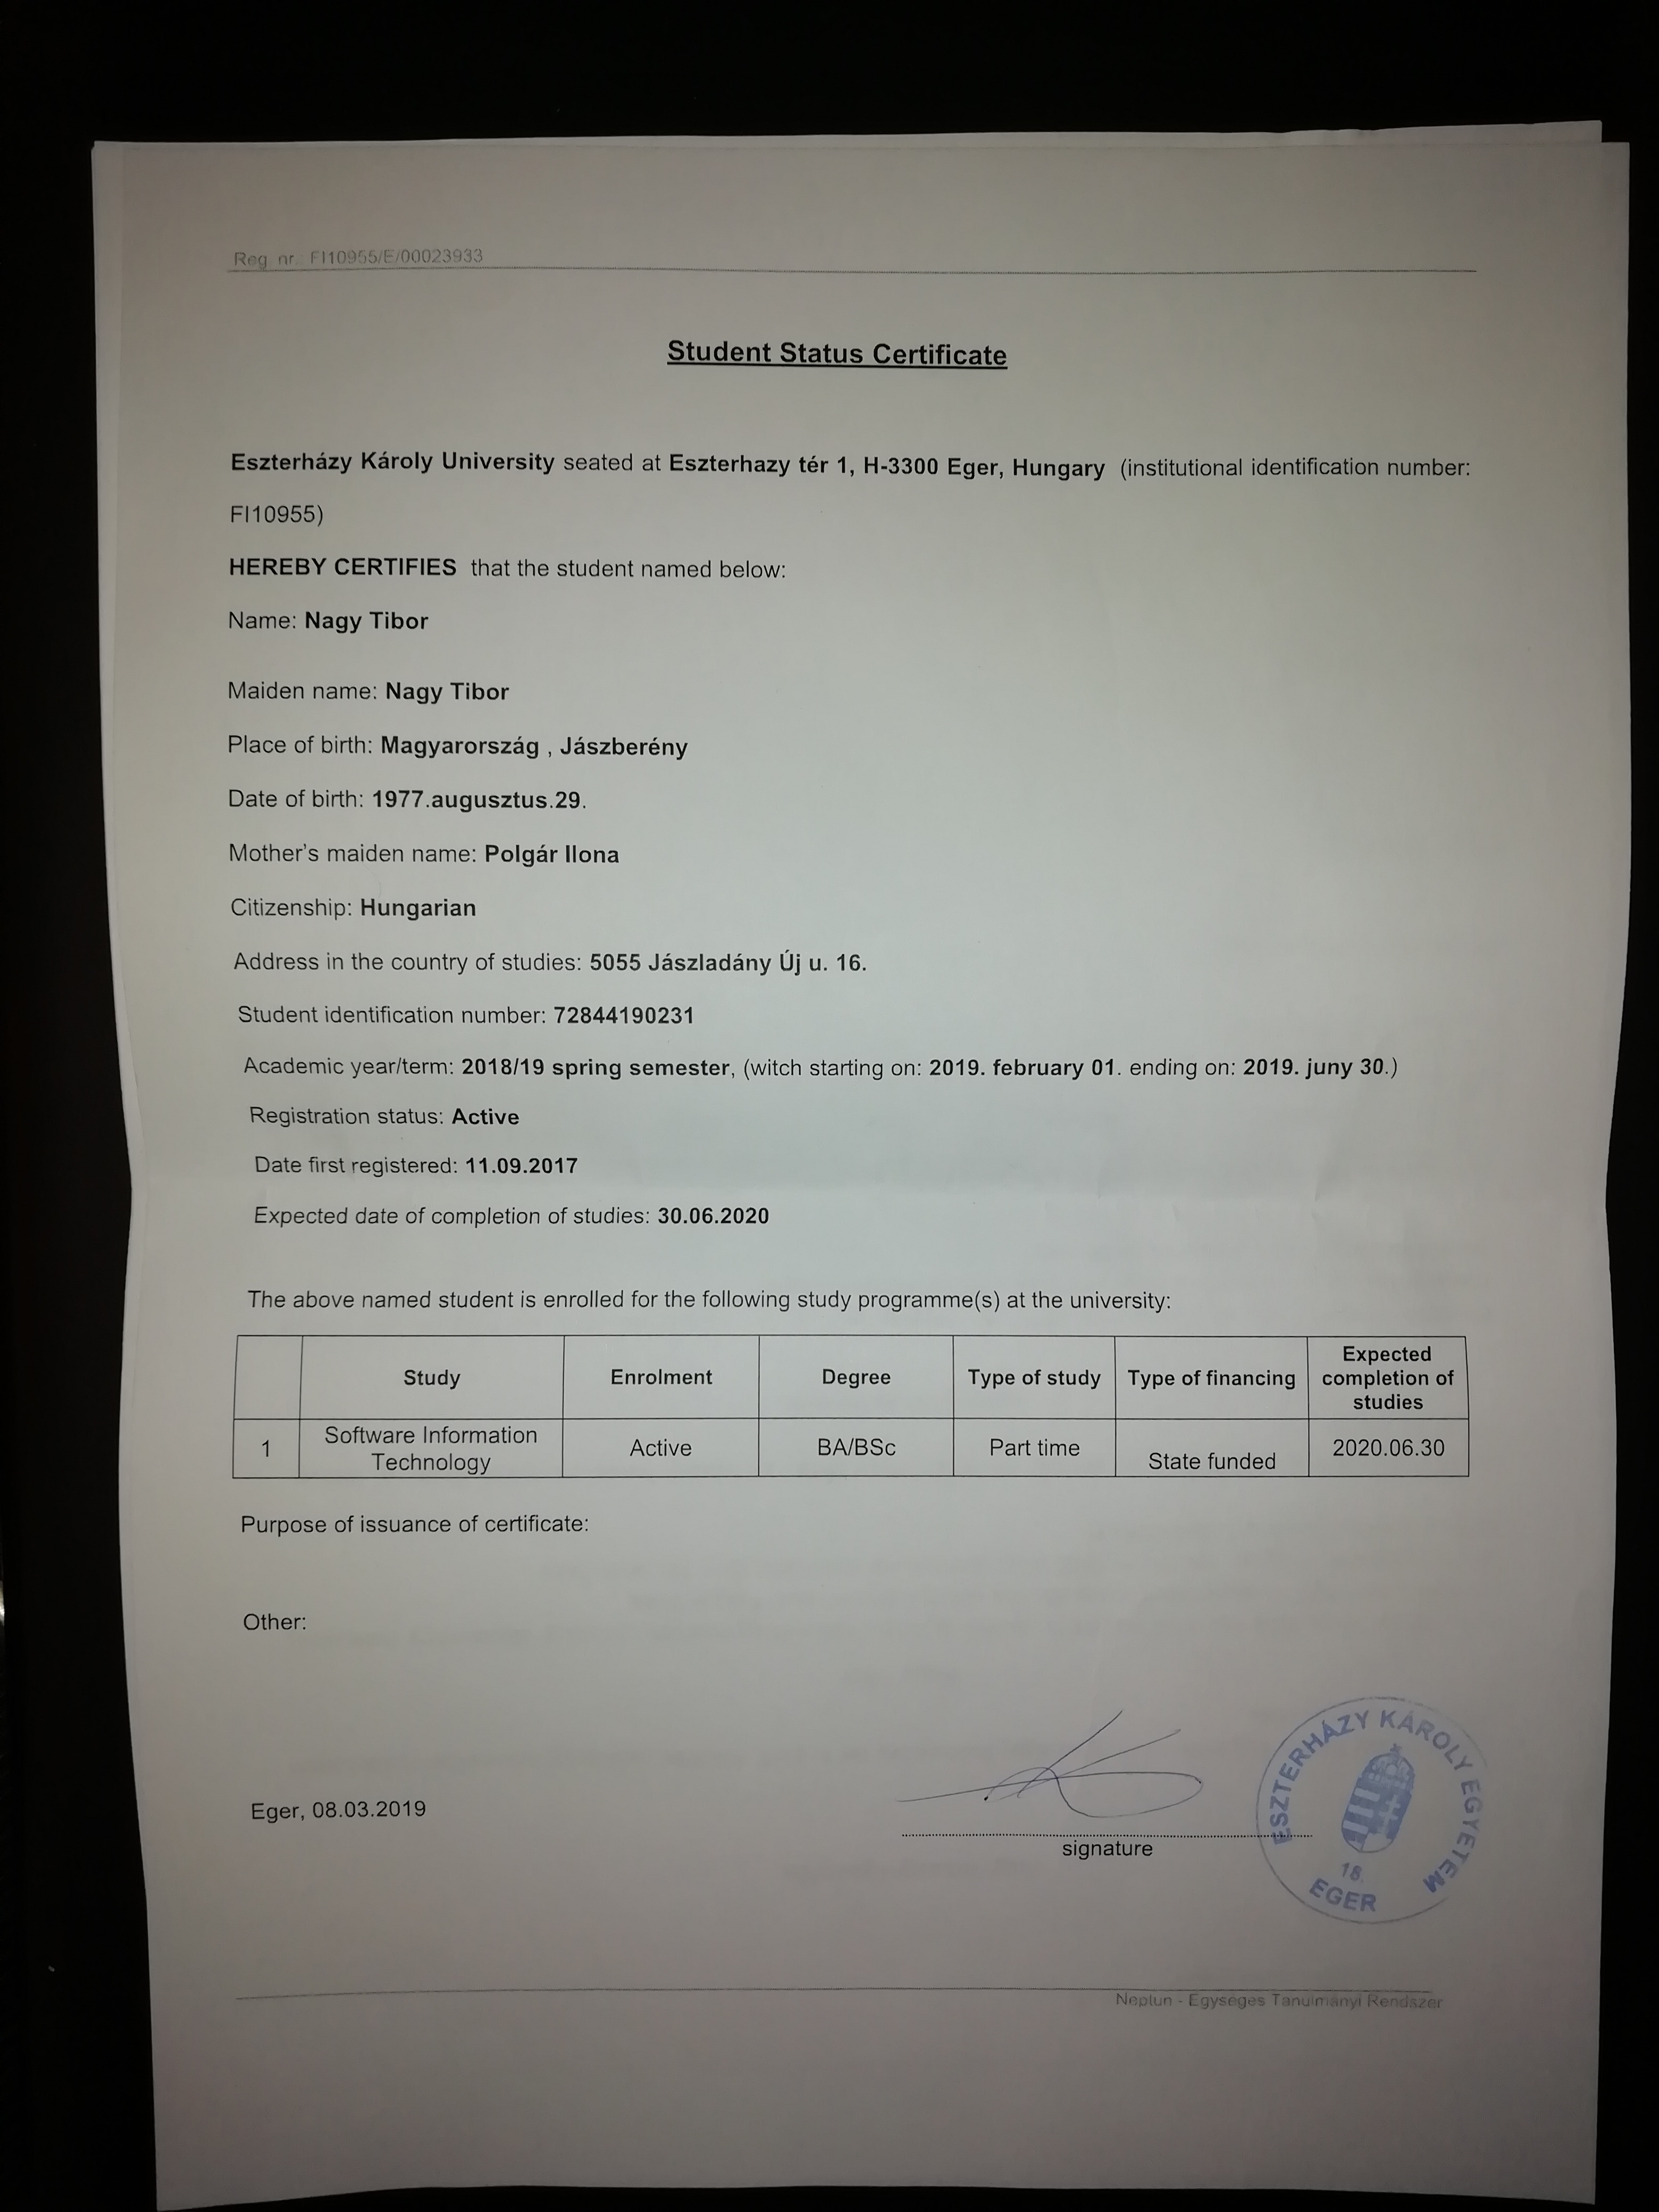 Reg. nr. FI10955/E/00023933
Student Status Certificate
Eszterházy Károly University seated at Eszterhazy tér 1, H-3300 Eger, Hungary (institutional identification number:
FI10955)
HEREBY CERTIFIES that the student named below:
Name: Nagy Tibor
Maiden name: Nagy Tibor
Place of birth: Magyarország , Jászberény
Date of birth: 1977.augusztus.29.
Mother's maiden name: Polgár Ilona
Citizenship: Hungarian
Address in the country of studies: 5055 Jászladány Új u. 16.
Student identification number: 72844190231
Academic year/term: 2018/19 spring semester, (witch starting on: 2019. february 01. ending on: 2019. juny 30.)
Registration status: Active
Date first registered: 11.09.2017
Expected date of completion of studies: 30.06.2020
The above named student is enrolled for the following study programme(s) at the university:
Study Enrolment Degree Type of study Type of financing Expected completion of studies
1 Software Information Technology Active BA/BSc Part time State funded 2020.06.30
Purpose of issuance of certificate:
Other:
Eger, 08.03.2019
signature
ESZTERHÁZY KÁROLY EGYETEM
18.
EGER
Neptun - Egységes Tanulmányi Rendszer